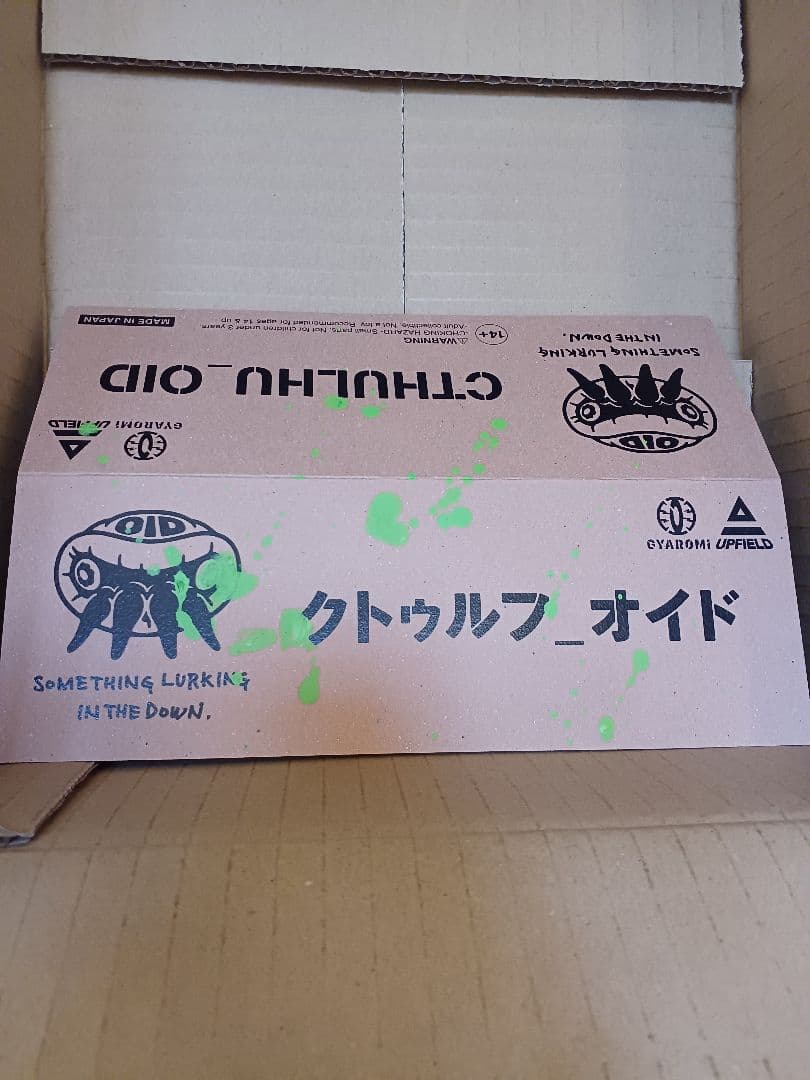 MADE IN JAPAN
⚠WARNING
-CHOKING HAZARD- Small parts. Not for children under 3 years
-Adult collectible. Not a toy. Recommended for ages 14 & up
14+
SOMETHING LURKING
IN THE DOWN.
CTHULHU_OID
OID
GYAROMi UPFIELD
OID
GYAROMi UPFIELD
クトゥルフ_オイド
SOMETHING LURKING
IN THE DOWN.